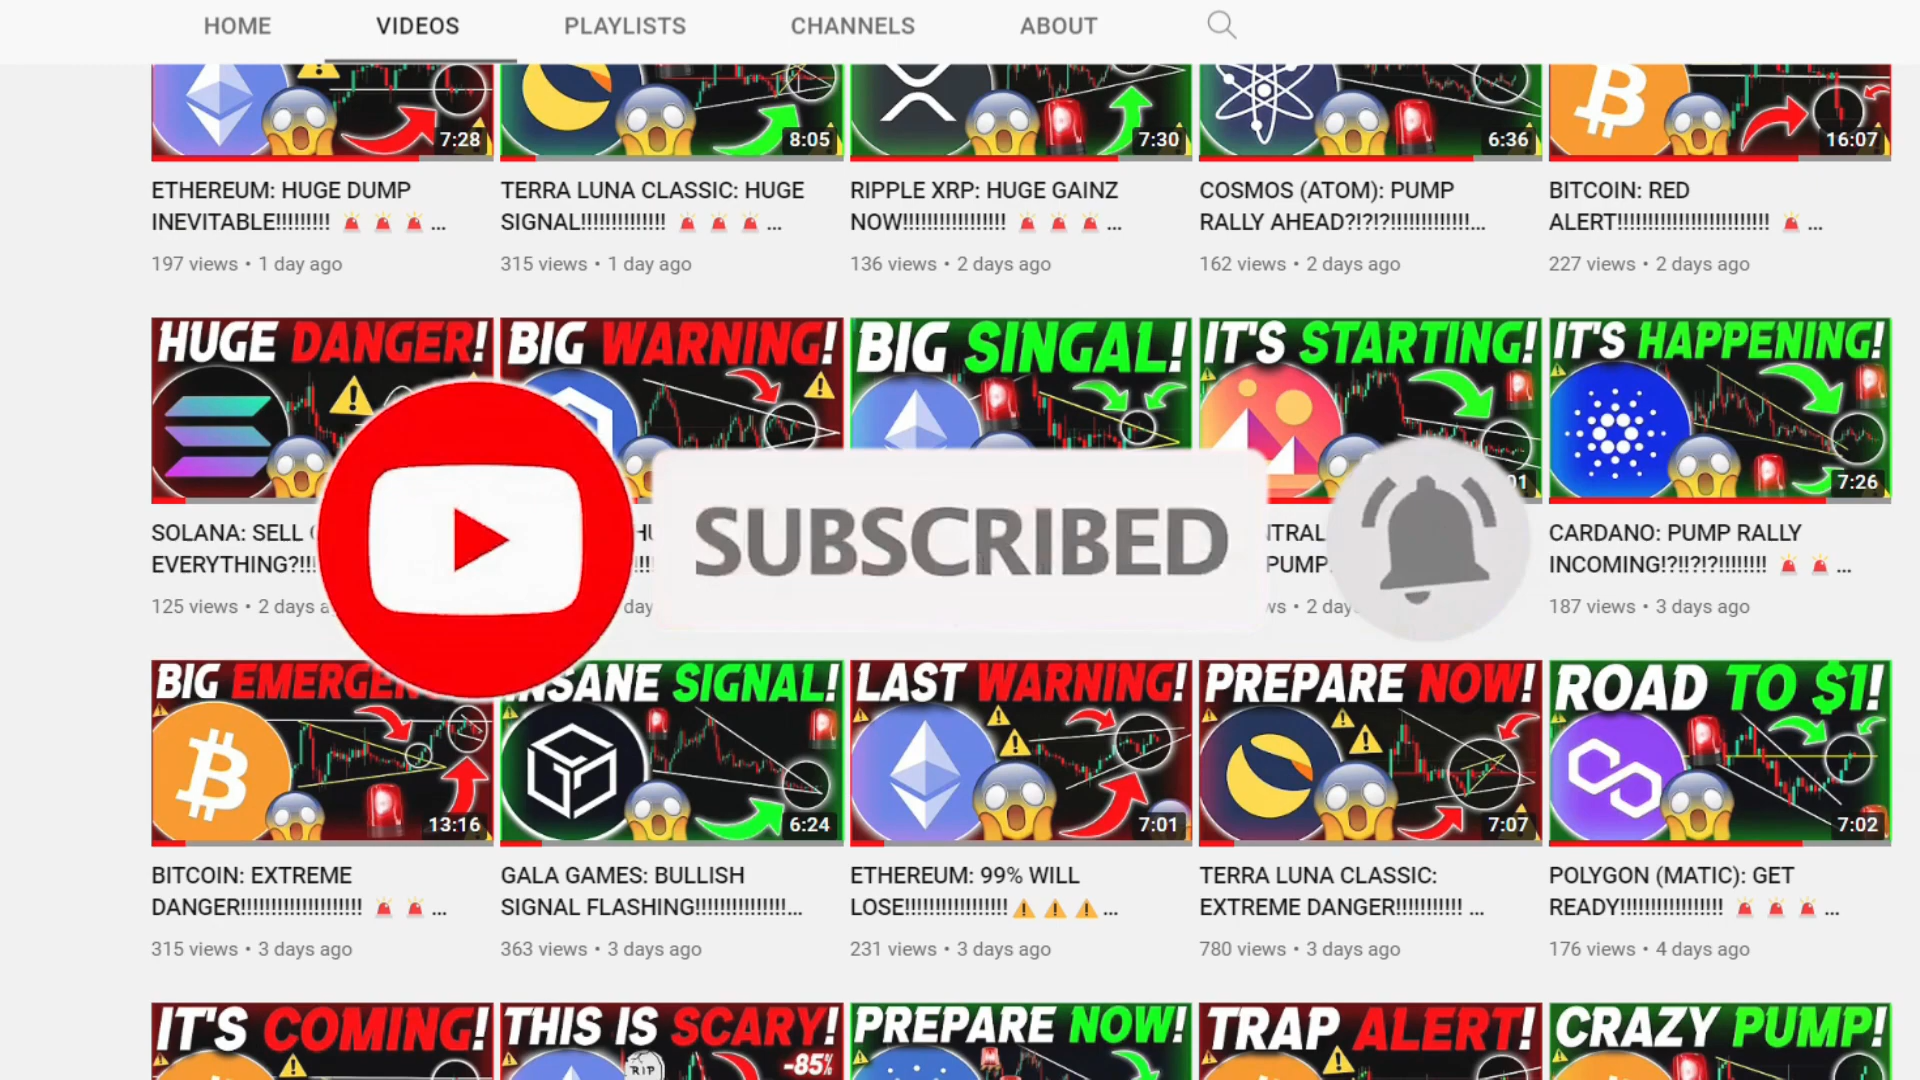 HOME VIDEOS PLAYLISTS CHANNELS ABOUT
7:28 8:05 7:30 6:36 16:07
ETHEREUM: HUGE DUMP
INEVITABLE!!!!!!!!! 🚨 🚨 🚨 ...
197 views • 1 day ago
TERRA LUNA CLASSIC: HUGE
SIGNAL!!!!!!!!!!!!!! 🚨 🚨 🚨 ...
315 views • 1 day ago
RIPPLE XRP: HUGE GAINZ
NOW!!!!!!!!!!!!!!!!! 🚨 🚨 🚨 ...
136 views • 2 days ago
COSMOS (ATOM): PUMP
RALLY AHEAD?!?!?!!!!!!!!!!!!!...
162 views • 2 days ago
BITCOIN: RED
ALERT!!!!!!!!!!!!!!!!!!!!!!!!! 🚨 ...
227 views • 2 days ago
HUGE DANGER!
BIG WARNING!
BIG SINGAL!
IT'S STARTING!
IT'S HAPPENING!
7:26
SOLANA: SELL
EVERYTHING?!!!
125 views • 2 days
SUBSCRIBED
PUMP
CARDANO: PUMP RALLY
INCOMING!?!!?!?!!!!!!!! 🚨 🚨 ...
187 views • 3 days ago
BIG
INSANE SIGNAL!
LAST WARNING!
PREPARE NOW!
ROAD TO $1!
13:16 6:24 7:01 7:07 7:02
BITCOIN: EXTREME
DANGER!!!!!!!!!!!!!!!!!!!! 🚨 🚨 ...
315 views • 3 days ago
GALA GAMES: BULLISH
SIGNAL FLASHING!!!!!!!!!!!!!!!...
363 views • 3 days ago
ETHEREUM: 99% WILL
LOSE!!!!!!!!!!!!!!!!! ⚠️ ⚠️ ⚠️ ...
231 views • 3 days ago
TERRA LUNA CLASSIC:
EXTREME DANGER!!!!!!!!!!! ...
780 views • 3 days ago
POLYGON (MATIC): GET
READY!!!!!!!!!!!!!!!!! 🚨 🚨 🚨 ...
176 views • 4 days ago
IT'S COMING!
THIS IS SCARY!
-85%
RIP
PREPARE NOW!
TRAP ALERT!
CRAZY PUMP!